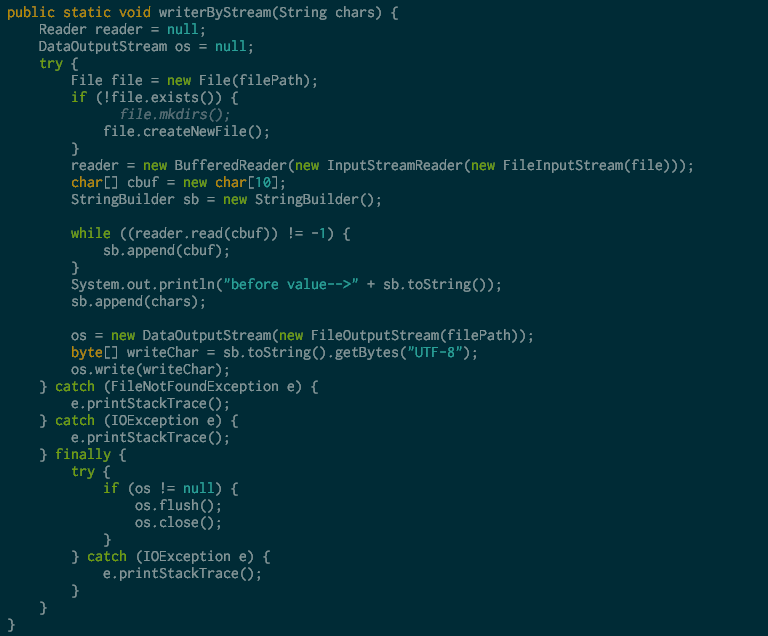 public static void writerByStream(String chars) {
    Reader reader = null;
    DataOutputStream os = null;
    try {
        File file = new File(filePath);
        if (!file.exists()) {
              file.mkdirs();
            file.createNewFile();
        }
        reader = new BufferedReader(new InputStreamReader(new FileInputStream(file)));
        char[] cbuf = new char[10];
        StringBuilder sb = new StringBuilder();

        while ((reader.read(cbuf)) != -1) {
            sb.append(cbuf);
        }
        System.out.println("before value-->" + sb.toString());
        sb.append(chars);

        os = new DataOutputStream(new FileOutputStream(filePath));
        byte[] writeChar = sb.toString().getBytes("UTF-8");
        os.write(writeChar);
    } catch (FileNotFoundException e) {
        e.printStackTrace();
    } catch (IOException e) {
        e.printStackTrace();
    } finally {
        try {
            if (os != null) {
                os.flush();
                os.close();
            }
        } catch (IOException e) {
            e.printStackTrace();
        }
    }
}